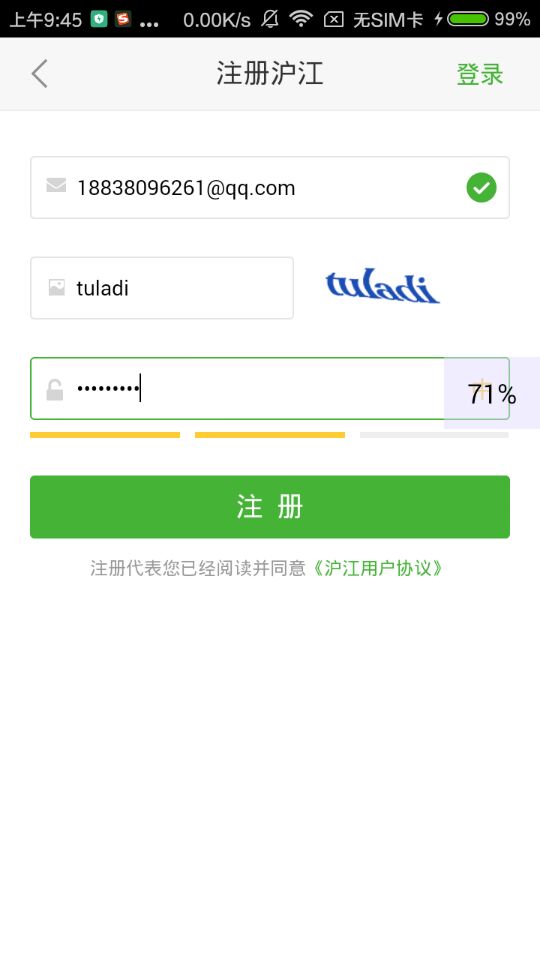 上午9:45 ... 0.00K/s 无SIM卡 99%
注册沪江 登录
18838096261@qq.com
tuladi tuladi
••••••••• 中 71%
注 册
注册代表您已经阅读并同意《沪江用户协议》